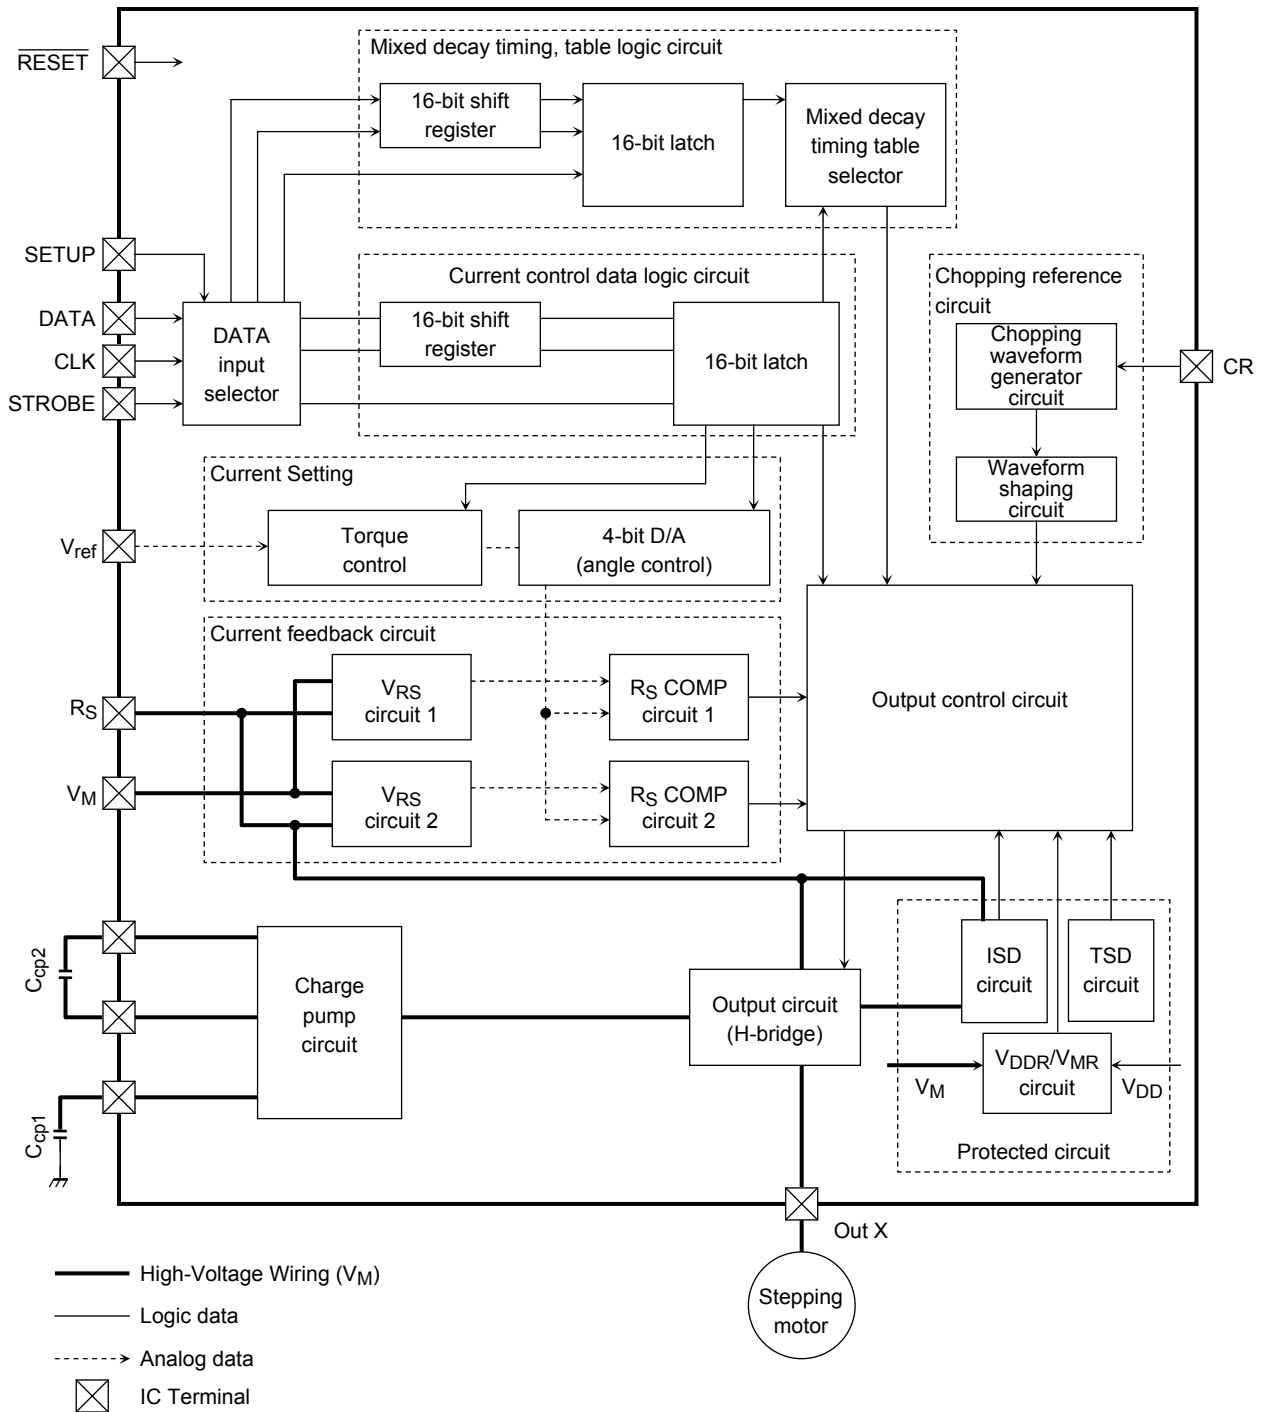 RESET
Mixed decay timing, table logic circuit
16-bit shift
register
16-bit latch
Mixed decay
timing table
selector
SETUP
DATA
CLK
STROBE
DATA
input
selector
Current control data logic circuit
16-bit shift
register
16-bit latch
Chopping reference
circuit
Chopping
waveform
generator
circuit
CR
Waveform
shaping
circuit
Current Setting
Vref
Torque
control
4-bit D/A
(angle control)
Current feedback circuit
RS
VRS
circuit 1
RS COMP
circuit 1
Output control circuit
VM
VRS
circuit 2
RS COMP
circuit 2
Ccp2
Ccp1
Charge
pump
circuit
Output circuit
(H-bridge)
ISD
circuit
TSD
circuit
VDDR/VMR
circuit
VM
VDD
Protected circuit
Out X
Stepping
motor
High-Voltage Wiring (VM)
Logic data
Analog data
IC Terminal